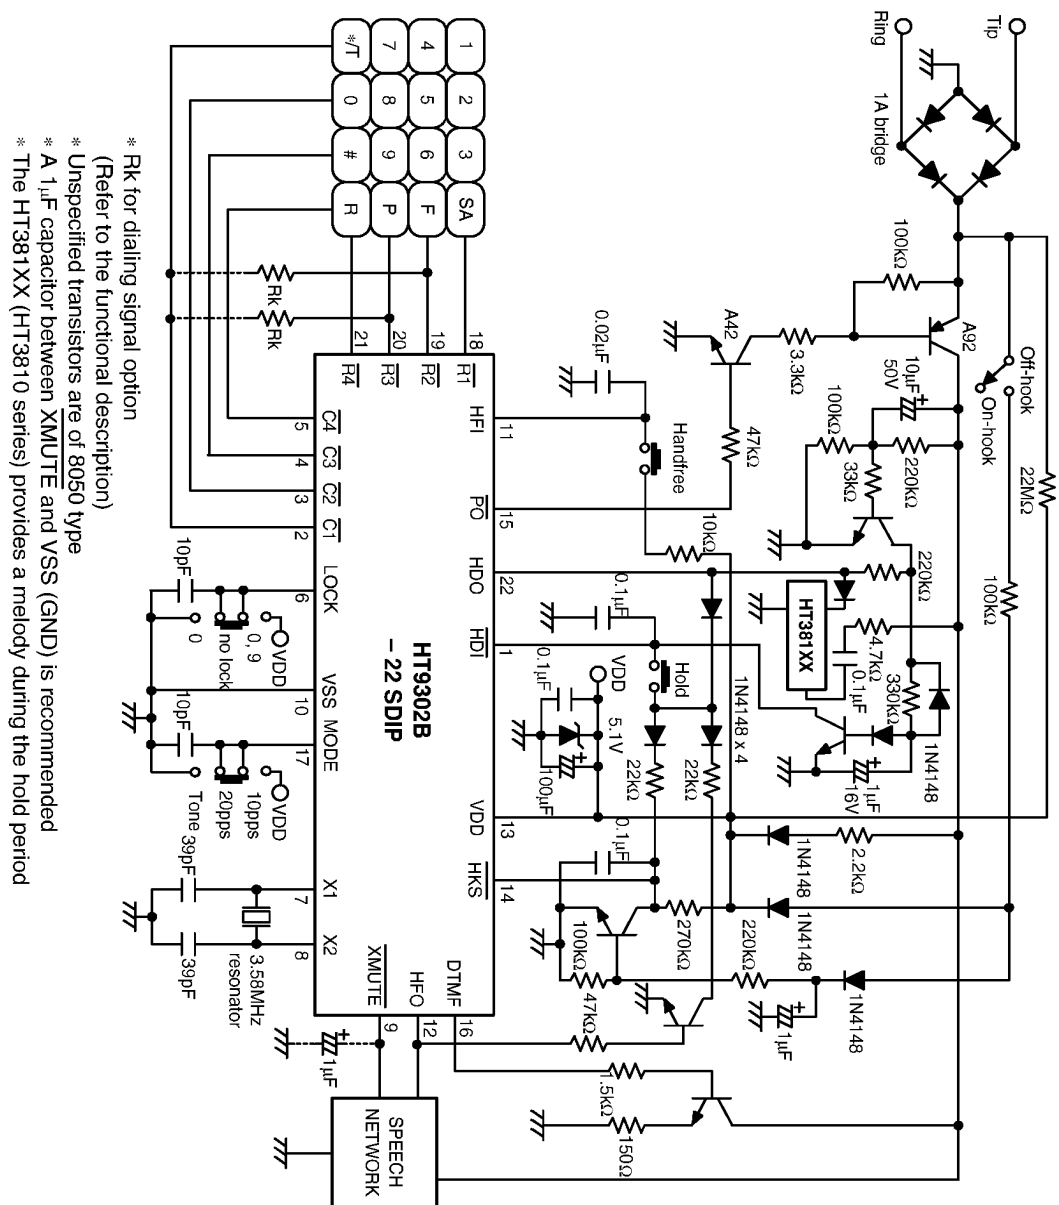 Tip
Ring
1A bridge
22MΩ
Off-hook
On-hook
100kΩ
A92
100kΩ
10μF
50V
+
220kΩ
100kΩ
33kΩ
220kΩ
3.3kΩ
A42
47kΩ
4.7kΩ
0.1μF
HT381XX
330kΩ
1N4148
1μF
16V
+
2.2kΩ
1N4148
1N4148
1N4148
220kΩ
1μF
+
0.02μF
Handfree
10kΩ
0.1μF
Hold
1N4148 x 4
VDD
5.1V
0.1μF
100μF
+
22kΩ
22kΩ
0.1μF
270kΩ
100kΩ
47kΩ
1.5kΩ
150Ω
1
2
3
SA
4
5
6
F
7
8
9
P
*/T
0
#
R
Rk
Rk
18
19
20
21
R1
R2
R3
R4
11
15
22
1
13
14
HFI
PO
HDO
HDI
VDD
HKS
HT9302B
– 22 SDIP
C4
C3
C2
C1
LOCK
VSS
MODE
X1
X2
5
4
3
2
6
10
17
7
8
DTMF
HFO
XMUTE
16
12
9
10pF
VDD
0, 9
no lock
0
10pF
VDD
10pps
20pps
Tone
39pF
39pF
3.58MHz
resonator
1μF
+
SPEECH
NETWORK
* Rk for dialing signal option
(Refer to the functional description)
* Unspecified transistors are of 8050 type
* A 1μF capacitor between XMUTE and VSS (GND) is recommended
* The HT381XX (HT3810 series) provides a melody during the hold period